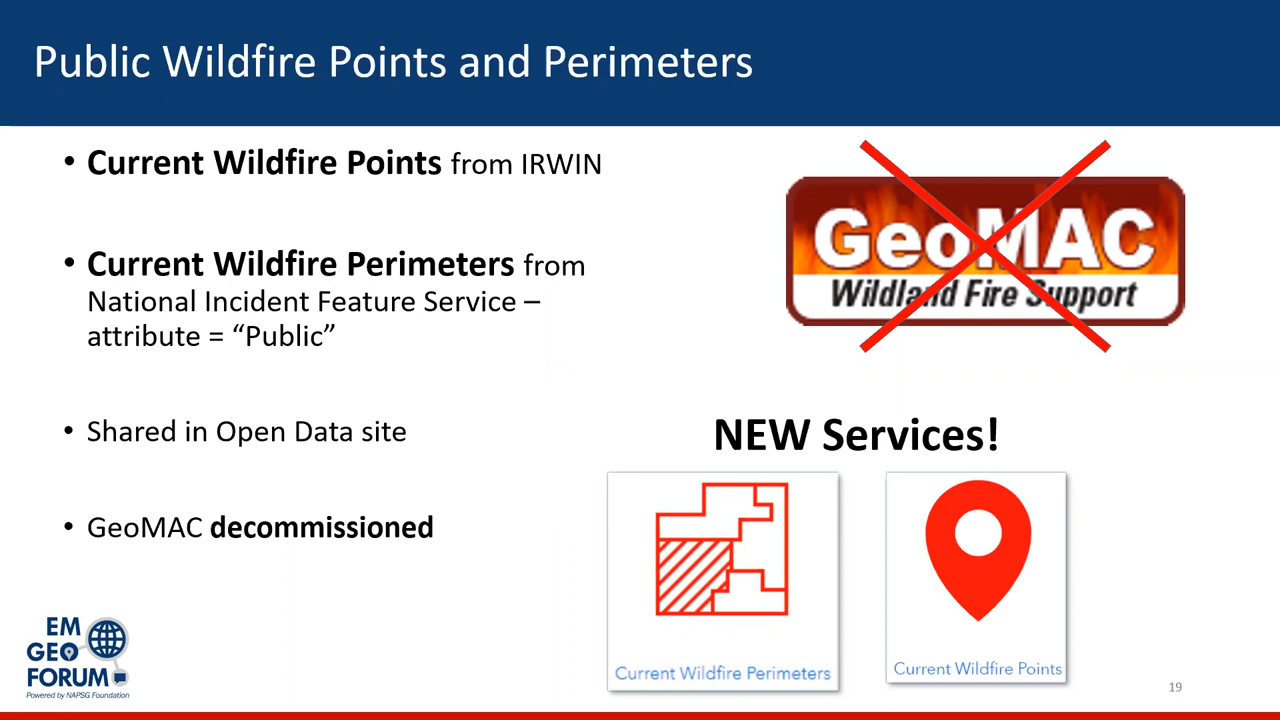 Public Wildfire Points and Perimeters
• Current Wildfire Points from IRWIN
• Current Wildfire Perimeters from
National Incident Feature Service –
attribute = “Public”
• Shared in Open Data site
• GeoMAC decommissioned
GeoMAC
Wildland Fire Support
NEW Services!
Current Wildfire Perimeters
Current Wildfire Points
EM
GEO
FORUM
Powered by NAPSG Foundation
19